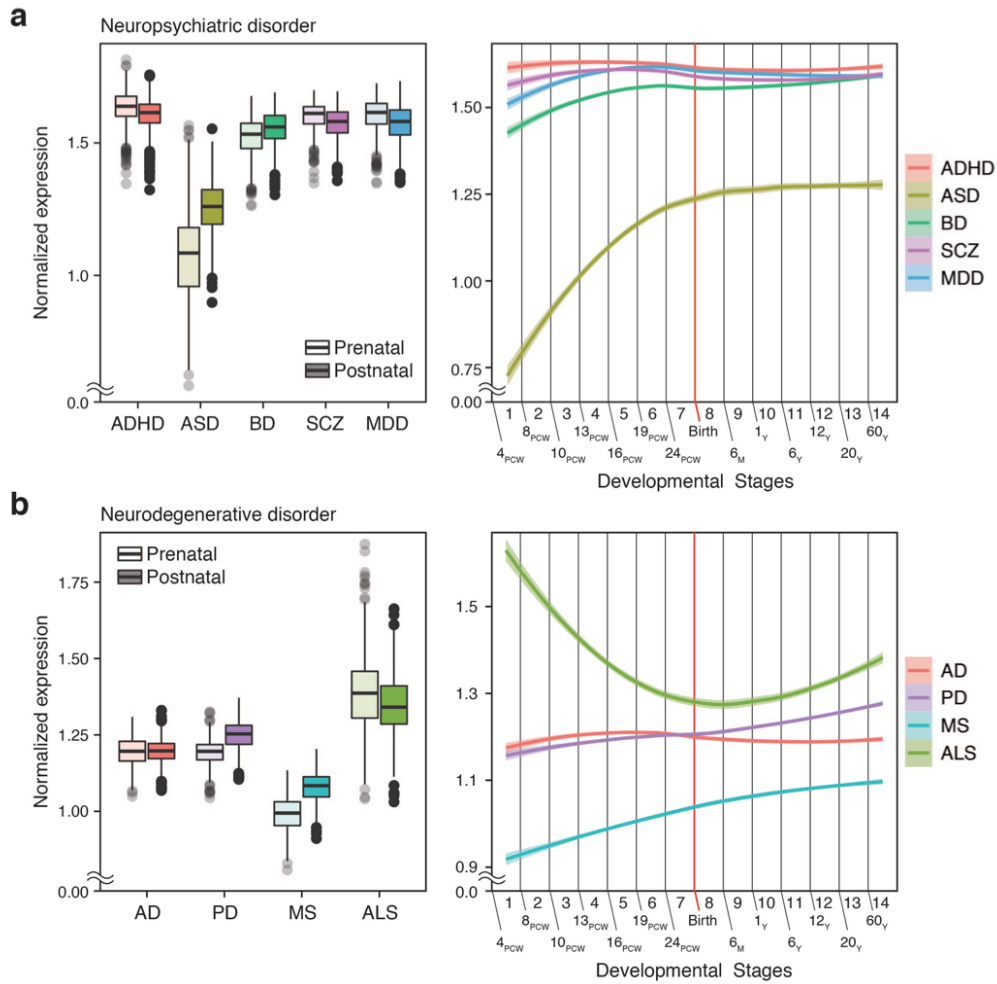 a
Neuropsychiatric disorder
Normalized expression
1.5
1.0
0.0
Prenatal
Postnatal
ADHD ASD BD SCZ MDD
1.50
1.25
1.00
0.75
0.00
1 2 3 4 5 6 7 8 9 10 11 12 13 14
8PCW 13PCW 19PCW Birth 1Y 12Y 60Y
4PCW 10PCW 16PCW 24PCW 6M 6Y 20Y
Developmental Stages
ADHD
ASD
BD
SCZ
MDD
b
Neurodegenerative disorder
Normalized expression
Prenatal
Postnatal
1.75
1.50
1.25
1.00
0.00
AD PD MS ALS
1.5
1.3
1.1
0.9
0.0
1 2 3 4 5 6 7 8 9 10 11 12 13 14
8PCW 13PCW 19PCW Birth 1Y 12Y 60Y
4PCW 10PCW 16PCW 24PCW 6M 6Y 20Y
Developmental Stages
AD
PD
MS
ALS